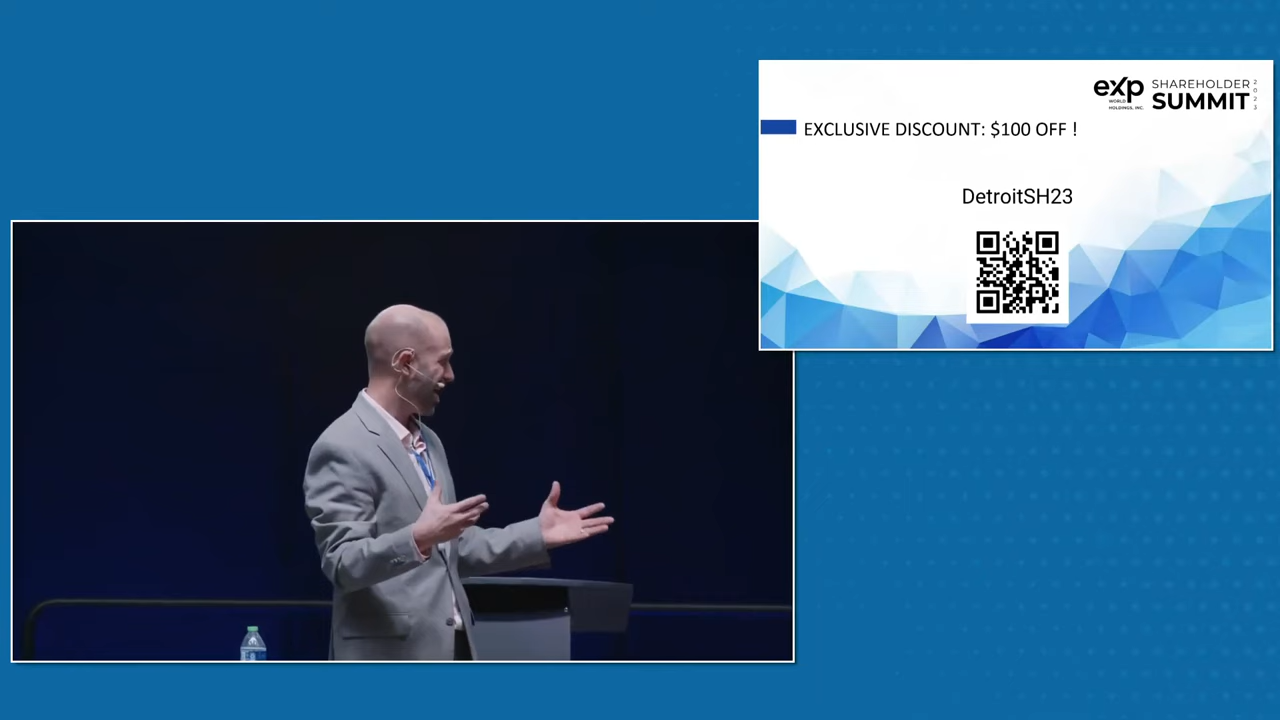 exp
WORLD
HOLDINGS, INC.
SHAREHOLDER
SUMMIT
2023
EXCLUSIVE DISCOUNT: $100 OFF !
DetroitSH23